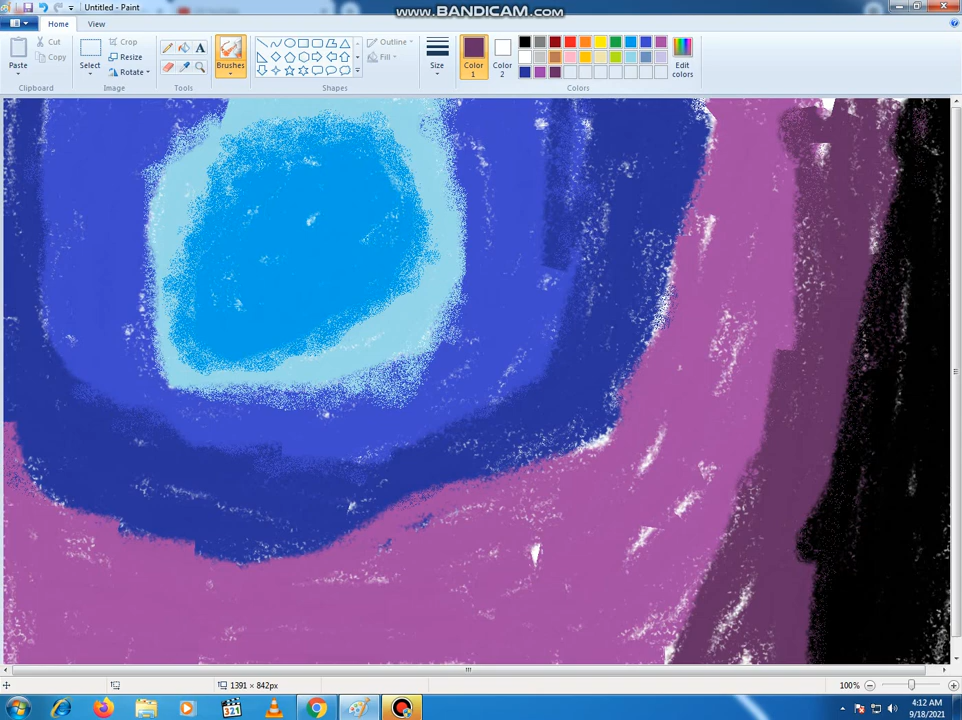 Untitled - Paint
www.BANDICAM.com
Home
View
Paste
Cut
Copy
Clipboard
Select
Crop
Resize
Rotate
Image
A
Tools
Brushes
Shapes
Outline
Fill
Size
Color
1
Color
2
Edit
colors
Colors
1391 × 842px
100%
321
4:12 AM
9/18/2021